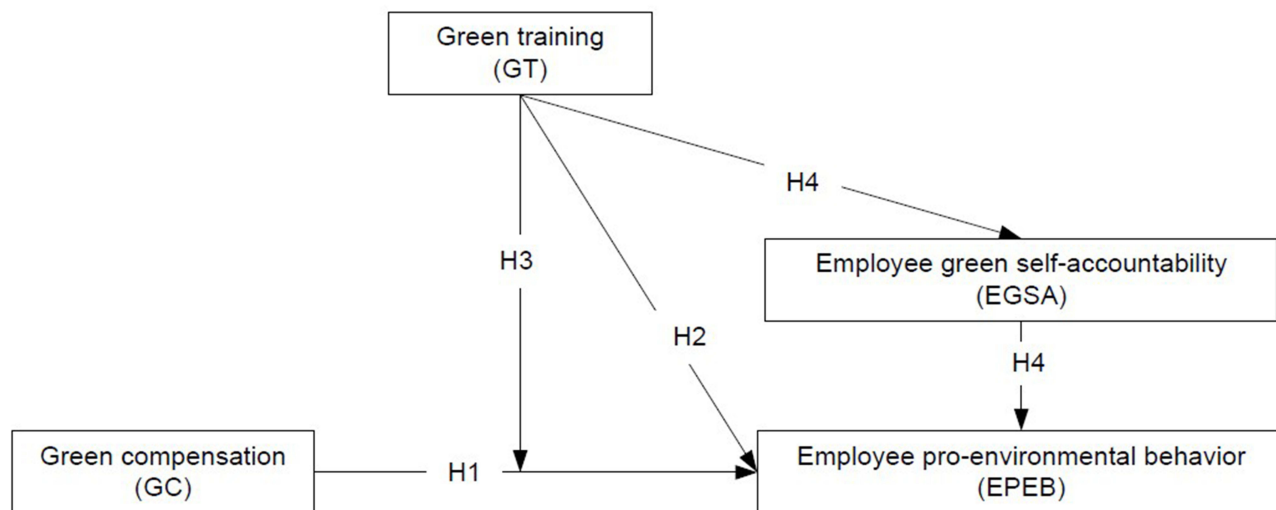 Green training
(GT)
H4
H3
Employee green self-accountability
(EGSA)
H2
H4
Green compensation
(GC)
H1
Employee pro-environmental behavior
(EPEB)